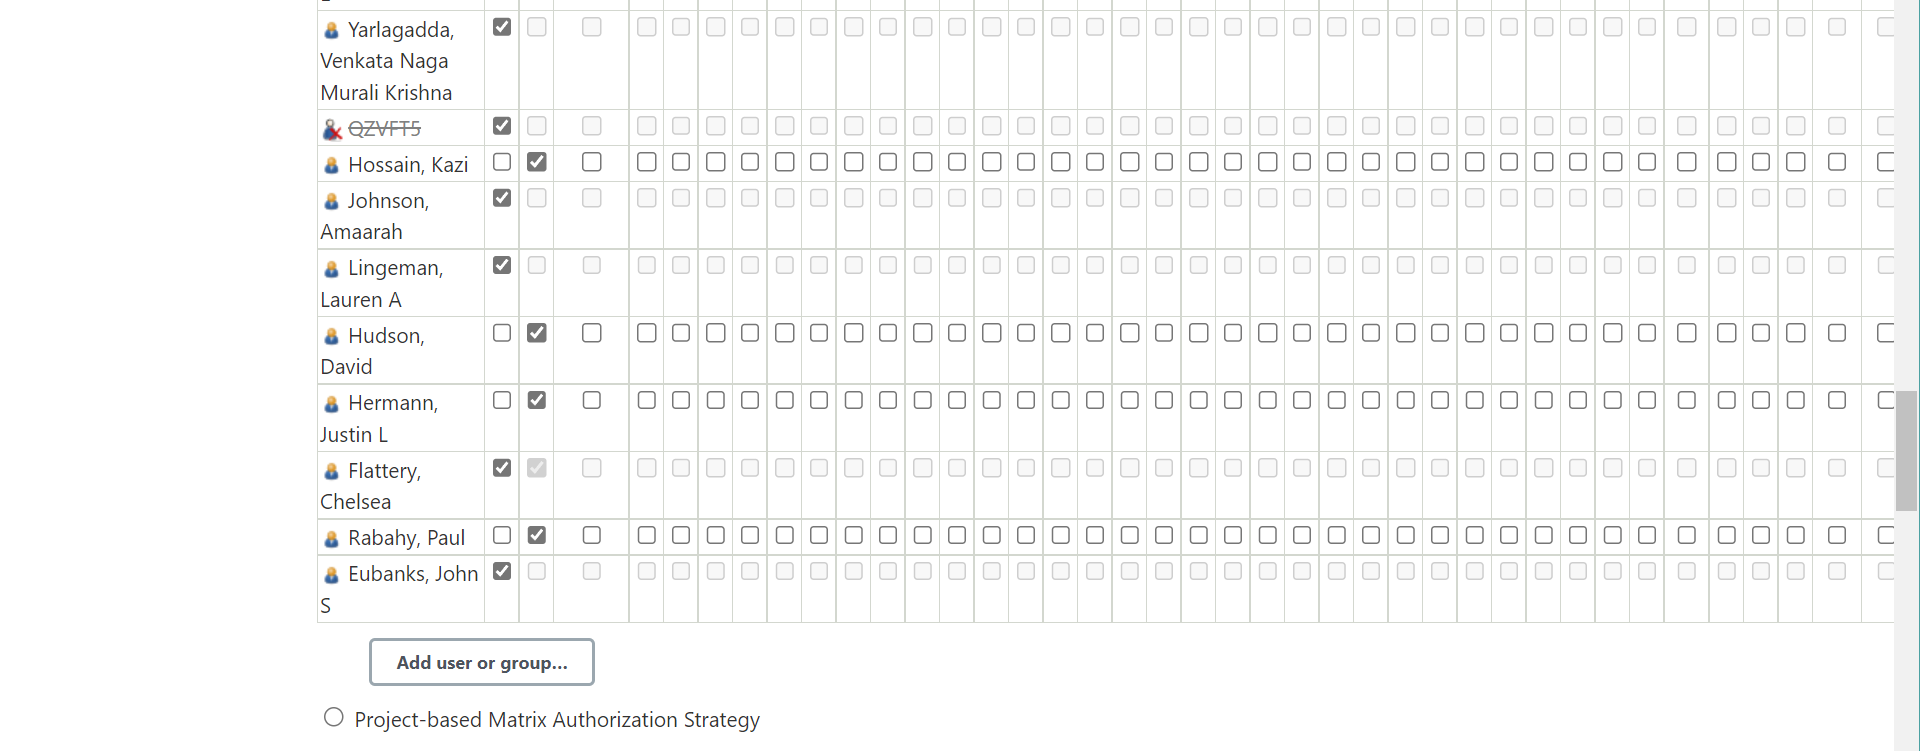 Yarlagadda,
Venkata Naga
Murali Krishna
QZVFT5
Hossain, Kazi
Johnson,
Amaarah
Lingeman,
Lauren A
Hudson,
David
Hermann,
Justin L
Flattery,
Chelsea
Rabahy, Paul
Eubanks, John
S
Add user or group...
Project-based Matrix Authorization Strategy